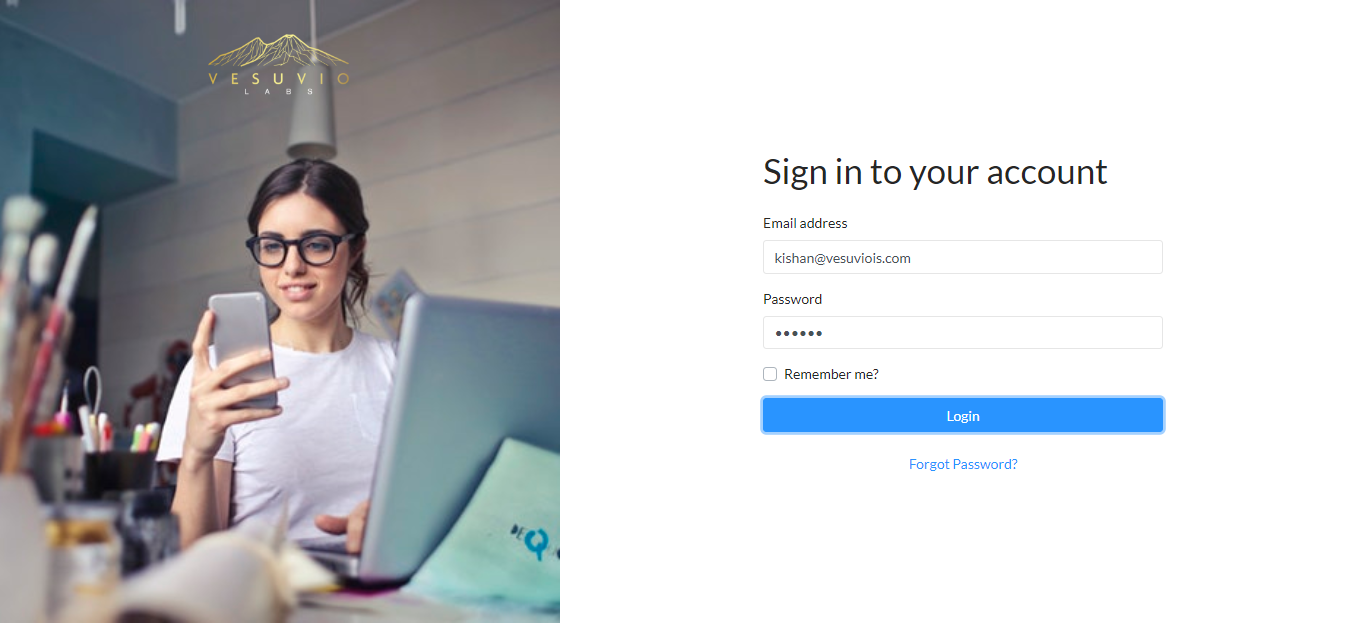 VESUVIO
LABS
Sign in to your account
Email address
kishan@vesuviois.com
Password
••••••
Remember me?
Login
Forgot Password?